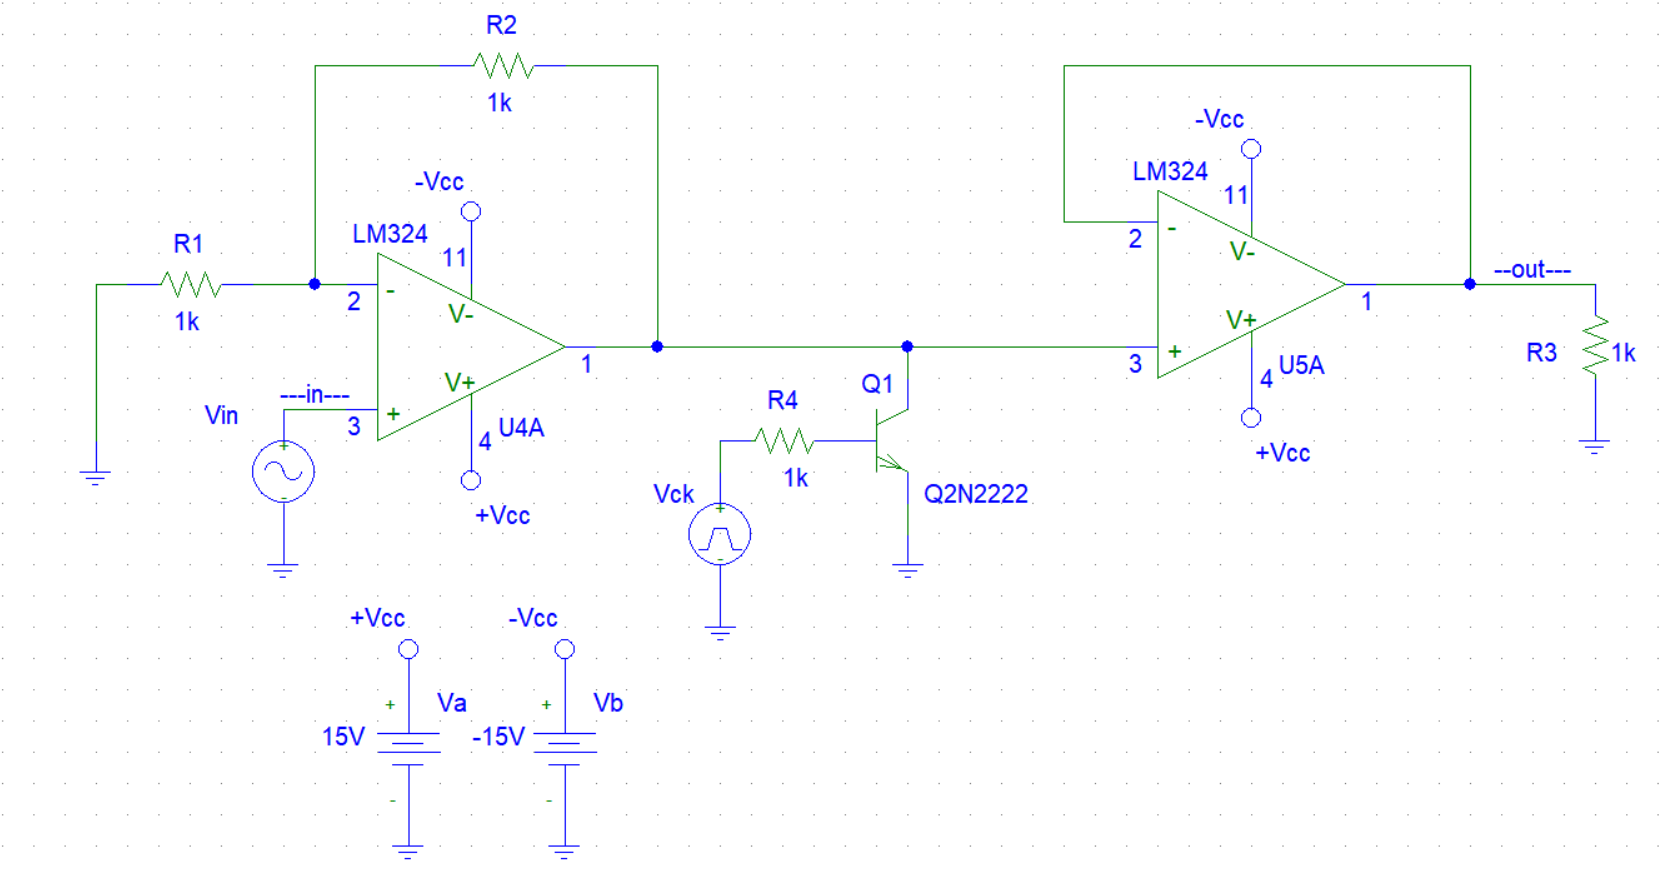 R2
1k
-Vcc
LM324
11
R1
1k
2
-
V-
1
V+
---in---
Vin
3
+
4
U4A
+Vcc
+
-
-Vcc
LM324
11
2
-
V-
--out---
1
V+
3
+
4
U5A
+Vcc
R3
1k
Q1
R4
1k
Vck
+
-
Q2N2222
+Vcc
-Vcc
+
Va
15V
-
+
Vb
-15V
-